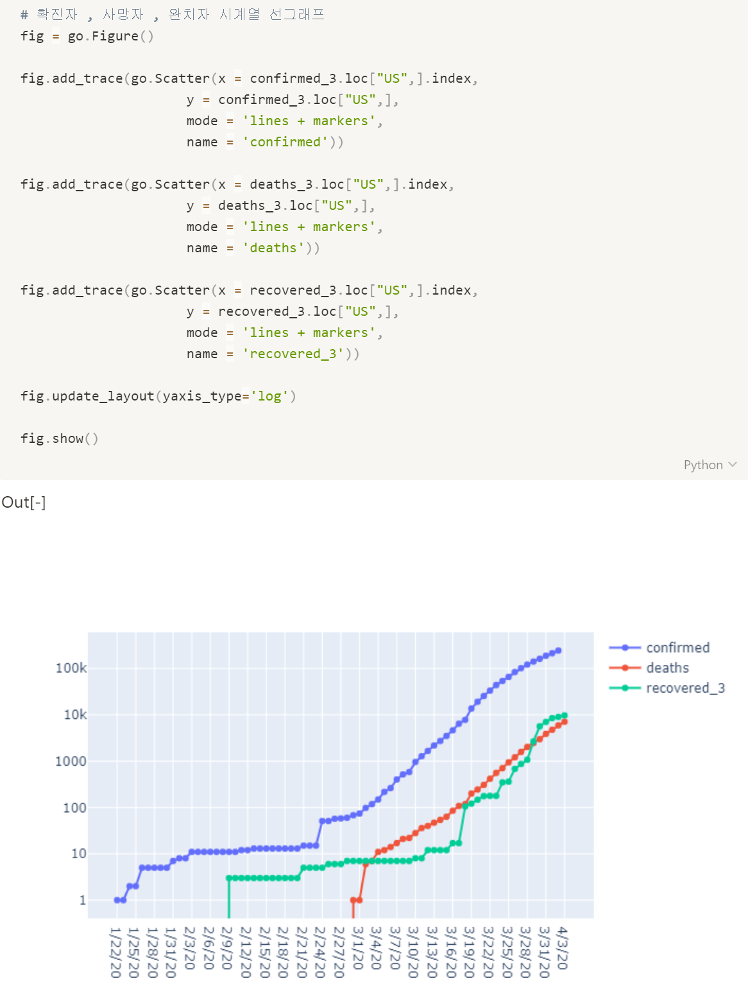 # 확진자 , 사망자 , 완치자 시계열 선그래프
fig = go.Figure()
fig.add_trace(go.Scatter(x = confirmed_3.loc["US",].index,
y = confirmed_3.loc["US",],
mode = 'lines + markers',
name = 'confirmed'))
fig.add_trace(go.Scatter(x = deaths_3.loc["US",].index,
y = deaths_3.loc["US",],
mode = 'lines + markers',
name = 'deaths'))
fig.add_trace(go.Scatter(x = recovered_3.loc["US",].index,
y = recovered_3.loc["US",],
mode = 'lines + markers',
name = 'recovered_3'))
fig.update_layout(yaxis_type='log')
fig.show()
Python
Out[-]
confirmed
deaths
recovered_3
100k
10k
1000
100
10
1
1/22/20
1/25/20
1/28/20
1/31/20
2/3/20
2/6/20
2/9/20
2/12/20
2/15/20
2/18/20
2/21/20
2/24/20
2/27/20
3/1/20
3/4/20
3/7/20
3/10/20
3/13/20
3/16/20
3/19/20
3/22/20
3/25/20
3/28/20
3/31/20
4/3/20